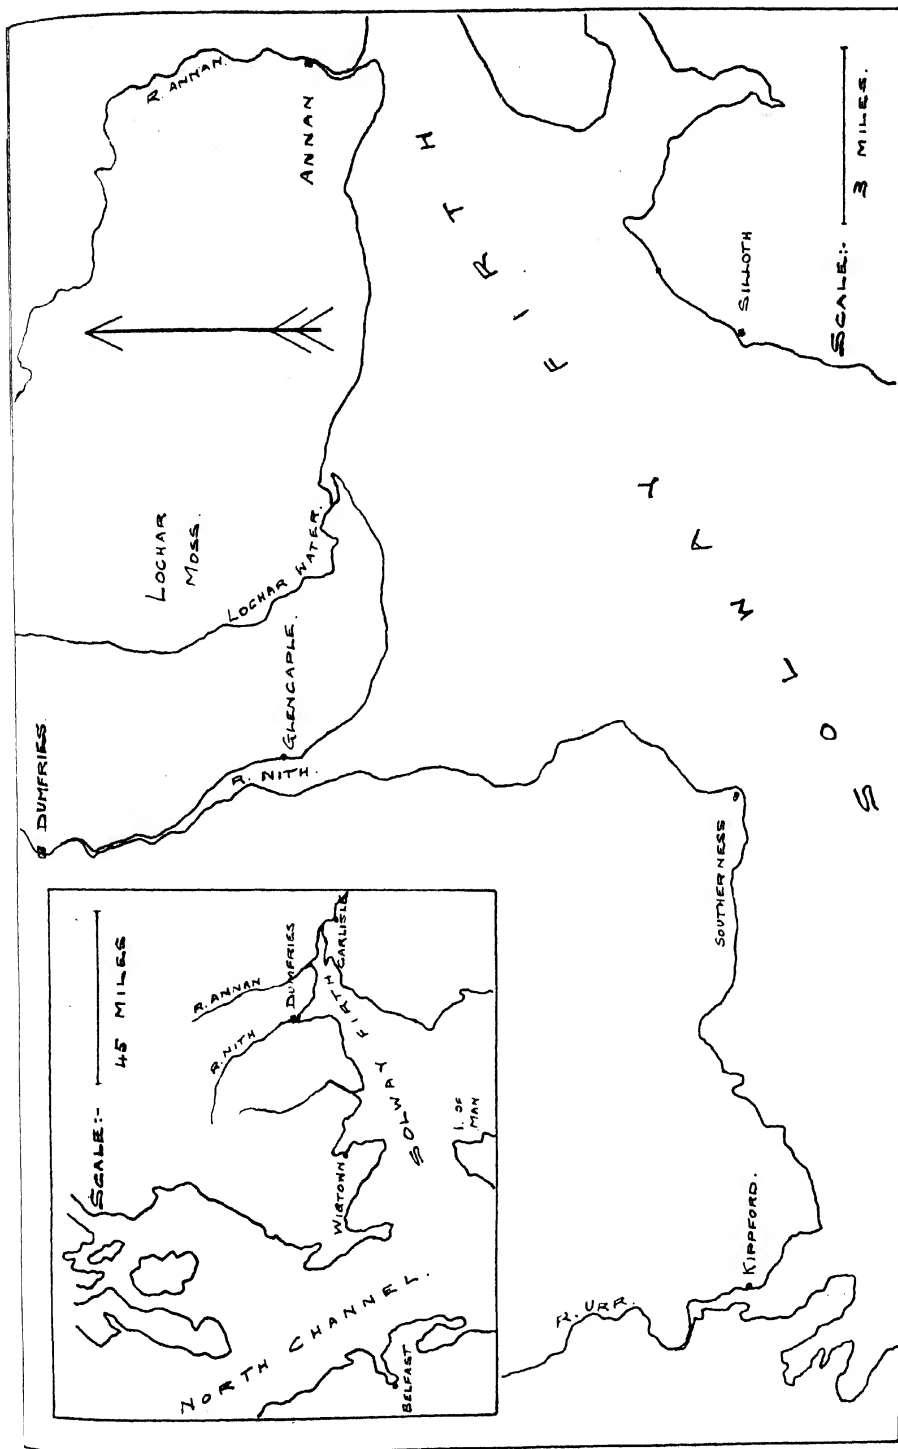 DUMFRIES.
R. ANNAN.
ANNAN
LOCHAR
MOSS.
LOCHAR WATER.
GLENCAPLE.
R. NITH.
SOLWAY FIRTH
SILLOTH
SCALE:-
3 MILES.
SOUTHERNESS
KIPPFORD.
R. URR.
SCALE:-
45 MILES
R. ANNAN
R. NITH
DUMFRIES
CARLISLE
SOLWAY FIRTH
WIGTOWN
I. OF
MAN
NORTH CHANNEL.
BELFAST